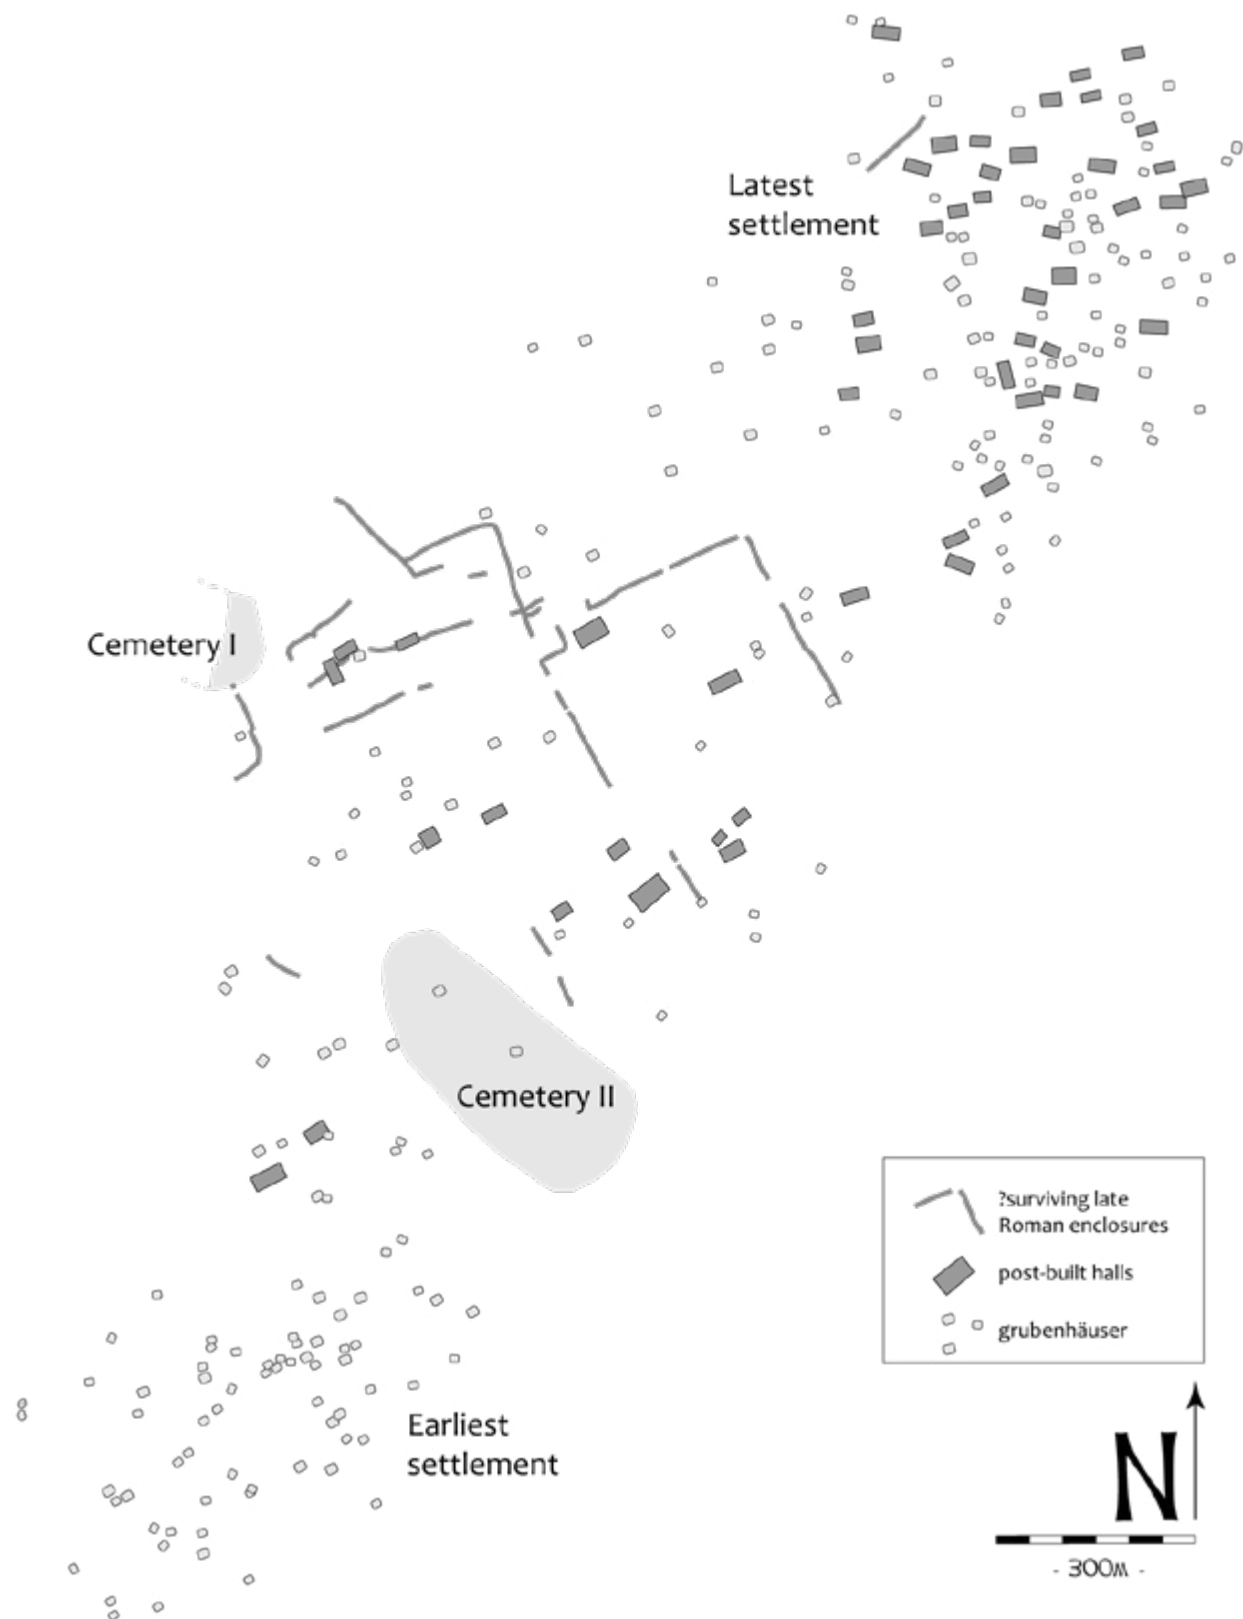 Latest
settlement
Cemetery I
Cemetery II
?surviving late
Roman enclosures
post-built halls
grubenhäuser
Earliest
settlement
N
- 300m -